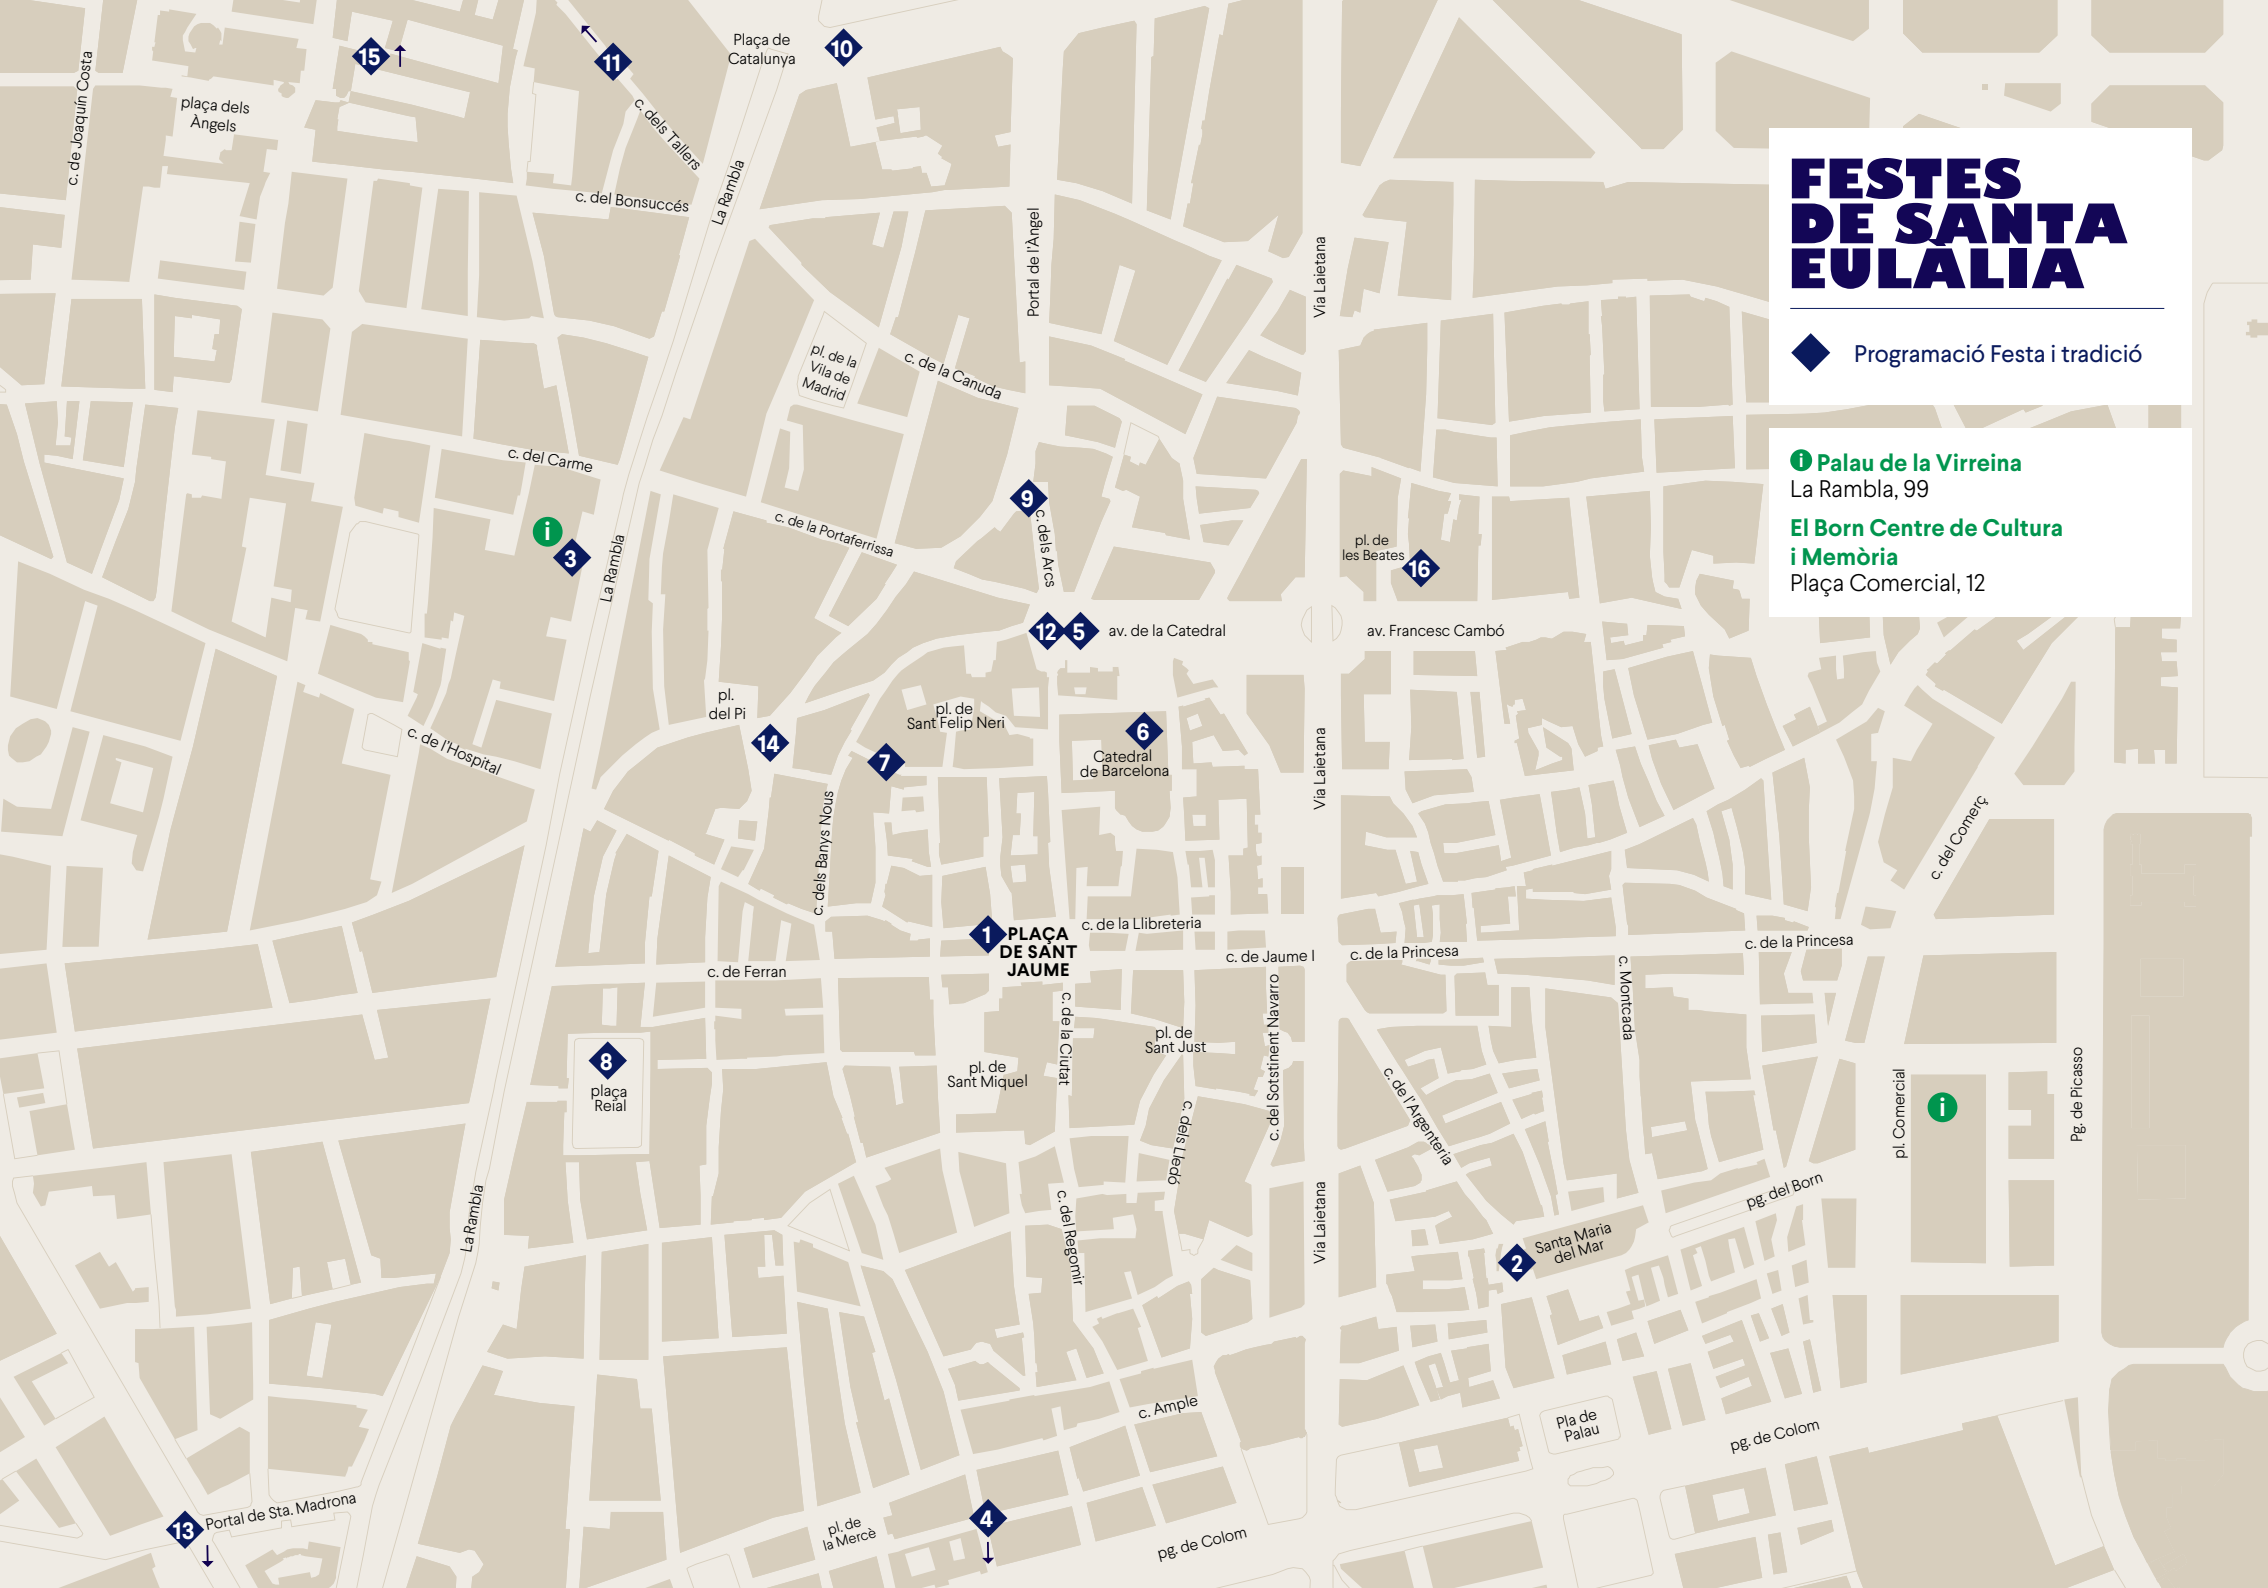 FESTES
DE SANTA
EULÀLIA
Programació Festa i tradició
i Palau de la Virreina
La Rambla, 99
El Born Centre de Cultura
i Memòria
Plaça Comercial, 12
15
11
Plaça de
Catalunya
10
c. de Joaquín Costa
plaça dels
Àngels
c. dels Tallers
c. del Bonsuccés
La Rambla
Portal de l'Àngel
Via Laietana
pl. de la
Vila de
Madrid
c. de la Canuda
c. del Carme
9
c. dels Arcs
c. de la Portaferrissa
i
3
La Rambla
pl. de
les Beates
16
12
5
av. de la Catedral
av. Francesc Cambó
pl.
del Pi
14
pl. de
Sant Felip Neri
7
6
Catedral
de Barcelona
c. de l'Hospital
Via Laietana
c. dels Banys Nous
c. del Comerç
1
PLAÇA
DE SANT
JAUME
c. de la Llibreteria
c. de Jaume I
c. de la Princesa
c. de la Princesa
c. de Ferran
c. Montcada
c. de la Ciutat
c. del Sotstinent Navarro
pl. de
Sant Just
pl. de
Sant Miquel
8
plaça
Reial
c. de l'Argenteria
c. dels Lledó
pl. Comercial
i
Pg. de Picasso
La Rambla
c. del Regomir
Via Laietana
pg. del Born
2
Santa Maria
del Mar
c. Ample
Pla de
Palau
pg. de Colom
13
Portal de Sta. Madrona
pl. de
la Mercè
4
pg. de Colom